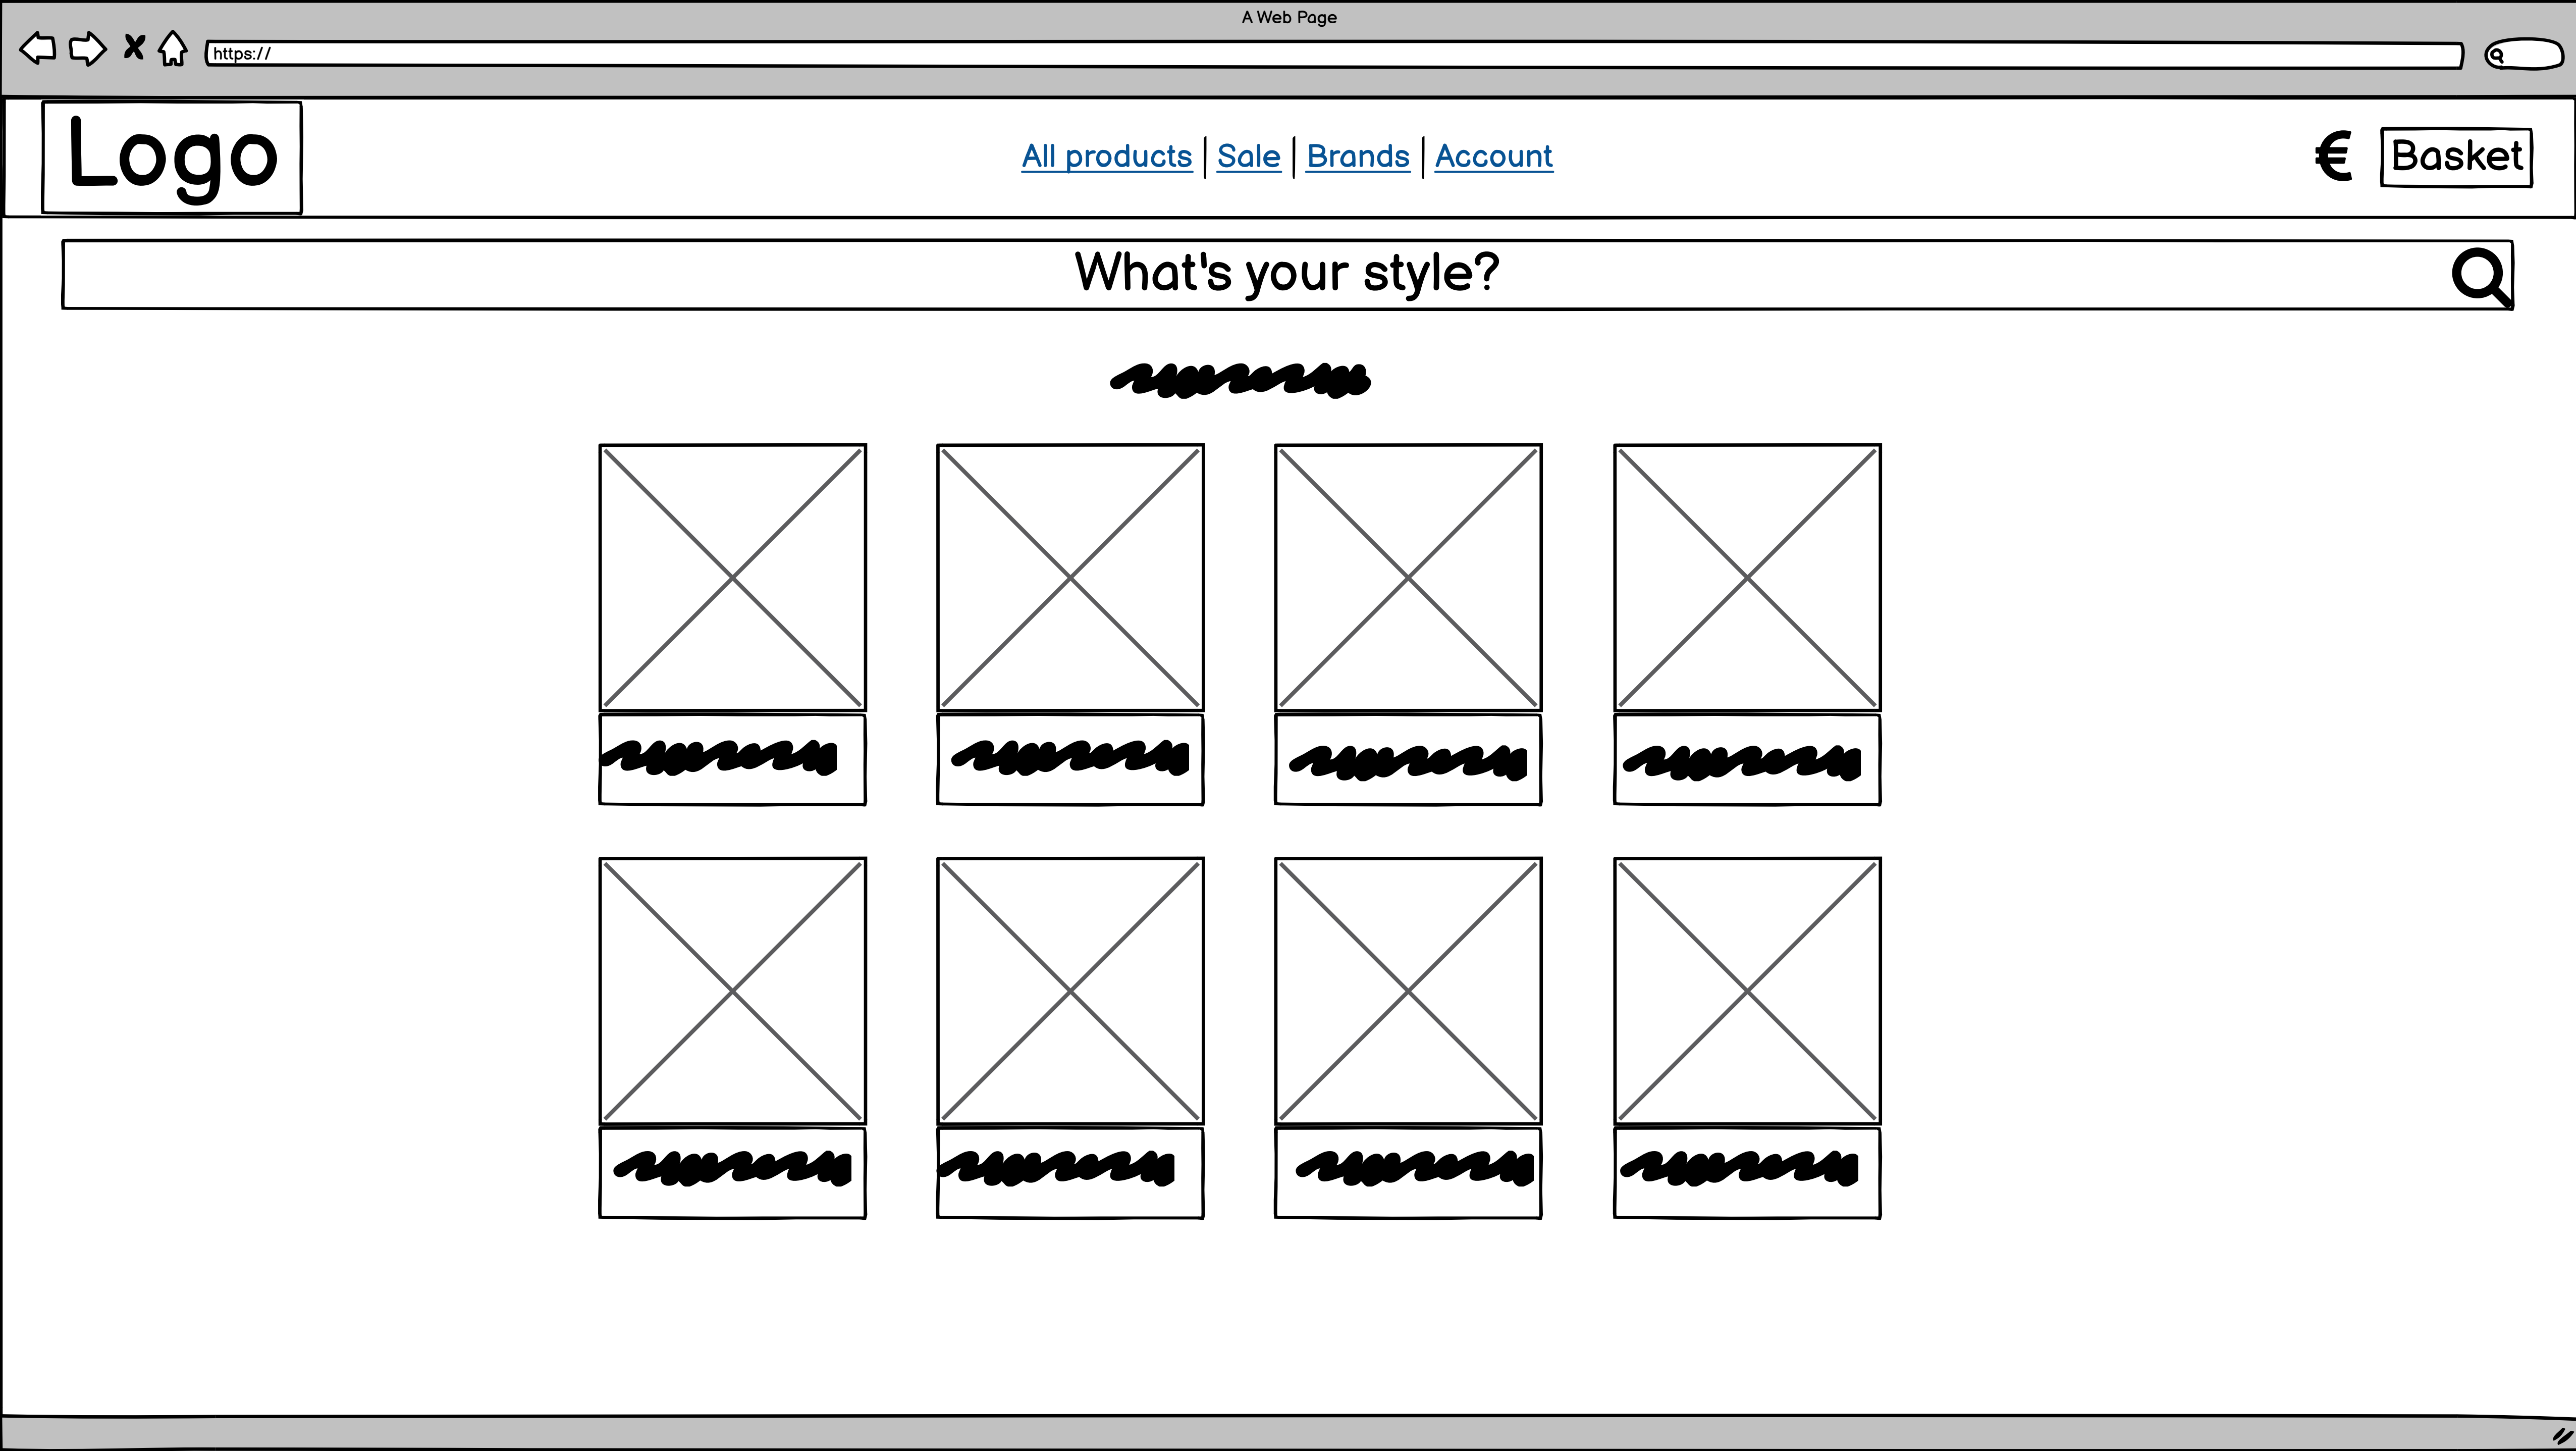 A Web Page
https://
Logo
All products | Sale | Brands | Account
€ Basket
What's your style?